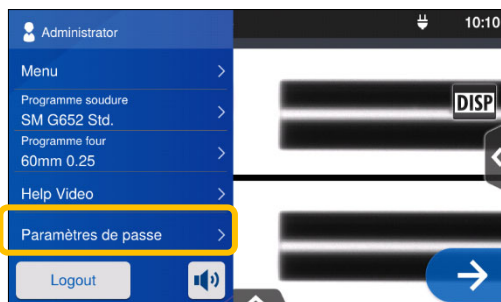 Administrator
10:10
Menu
Programme soudure
SM G652 Std.
DISP
Programme four
60mm 0.25
Help Video
Paramètres de passe
Logout